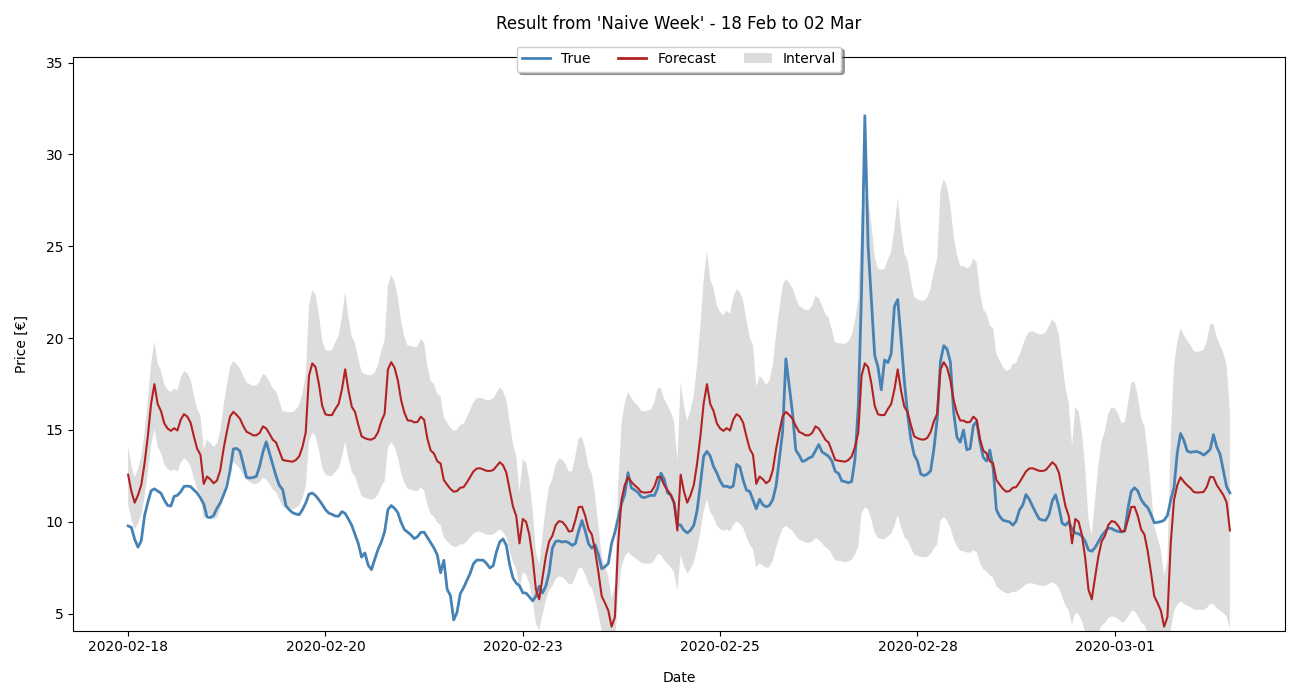 Result from 'Naive Week' - 18 Feb to 02 Mar
True Forecast Interval
35
30
25
20
15
10
5
Price [€]
2020-02-18 2020-02-20 2020-02-23 2020-02-25 2020-02-28 2020-03-01
Date